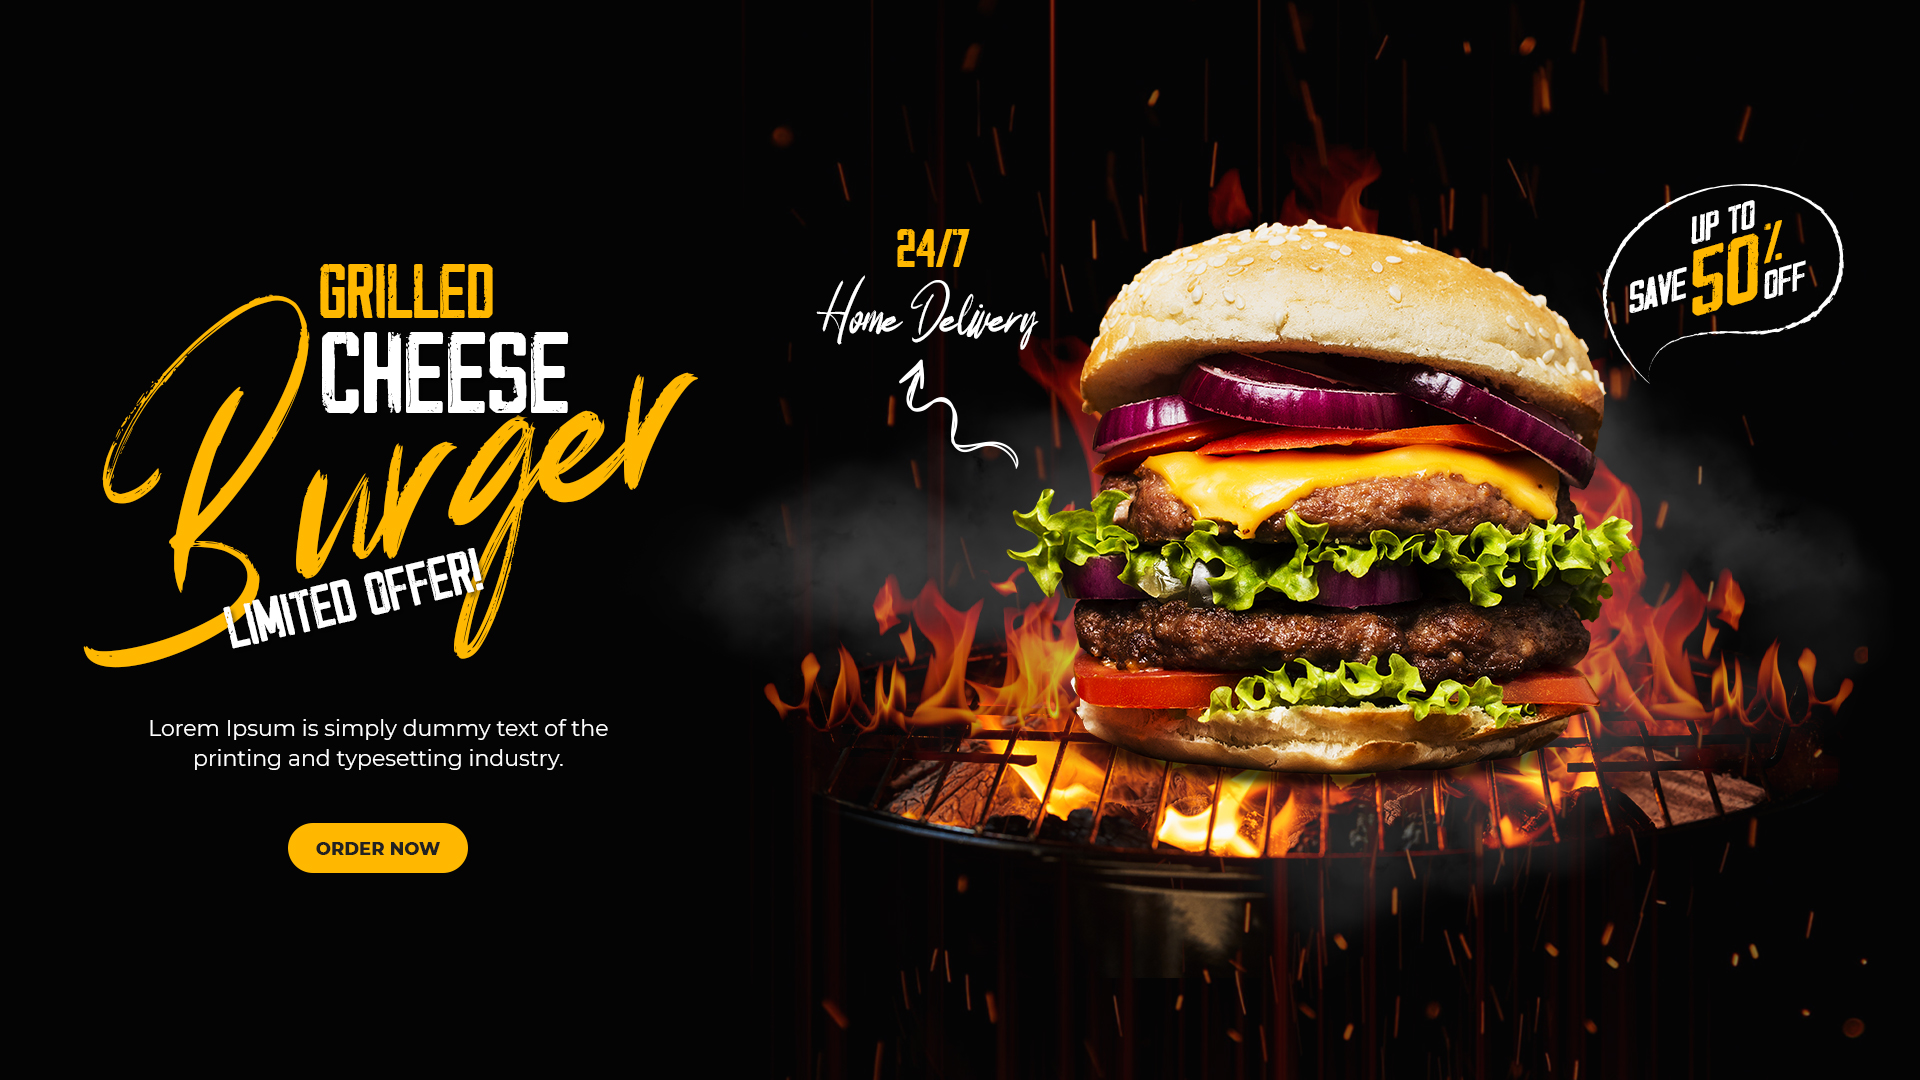 GRILLED
CHEESE
Burger
LIMITED OFFER!
Lorem Ipsum is simply dummy text of the
printing and typesetting industry.
ORDER NOW
24/7
Home Delivery
UP TO
SAVE 50% OFF